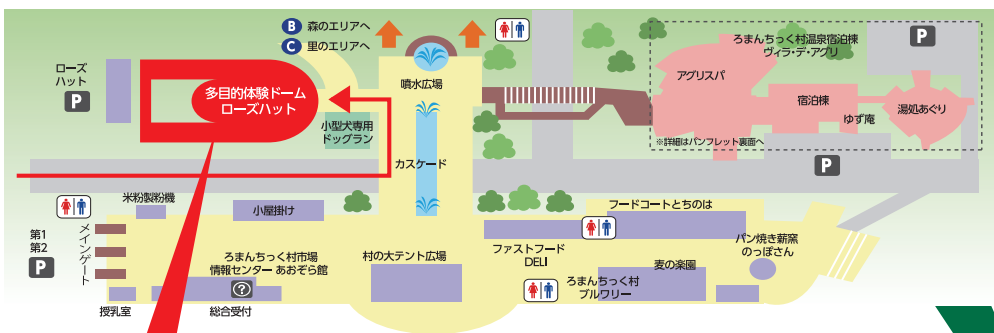 B 森のエリアへ
C 里のエリアへ
噴水広場
ローズ
ハット
P
多目的体験ドーム
ローズハット
小型犬専用
ドッグラン
カスケード
ろまんちっく村温泉宿泊棟
ヴィラ・デ・アグリ
P
アグリスパ
宿泊棟
ゆず庵
湯処あぐり
※詳細はパンフレット裏面へ
P
米粉製粉機
小屋掛け
フードコートとちのは
第1
第2
P
メインゲート
ろまんちっく村市場
情報センター あおぞら館
?
総合受付
授乳室
村の大テント広場
ファストフード
DELI
麦の楽園
ろまんちっく村
ブルワリー
パン焼き薪窯
のっぽさん